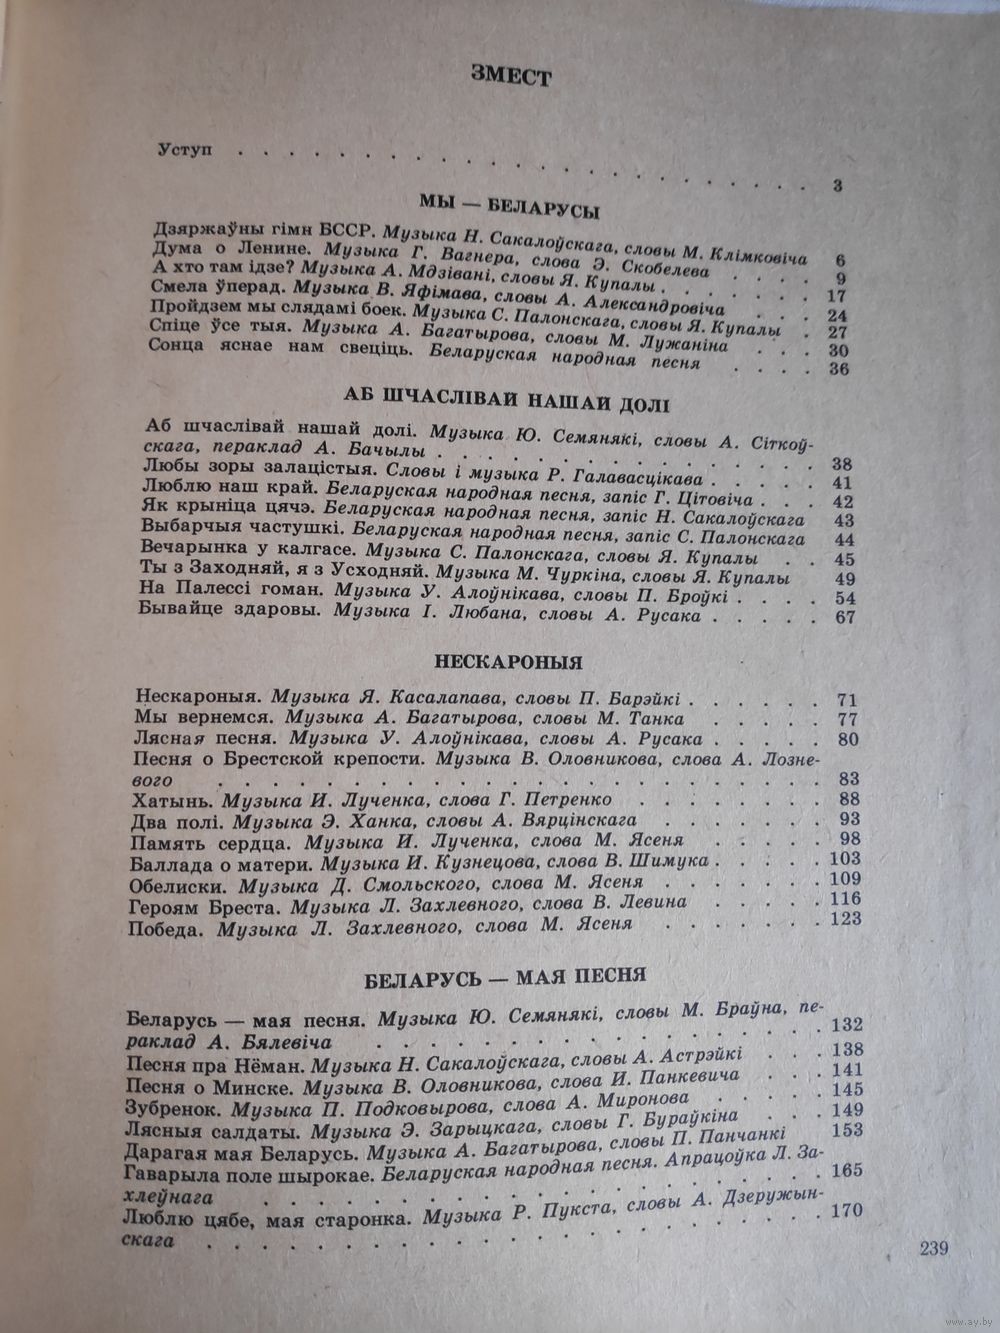 ЗМЕСТ
Уступ . . . . . . . . . . . . . . . . . . . . . . . 3
МЫ — БЕЛАРУСЫ
Дзяржаўны гімн БССР. Музыка Н. Сакалоўскага, словы М. Клімковіча 6
Дума о Ленине. Музыка Г. Вагнера, слова Э. Скобелева . . . . 9
А хто там ідзе? Музыка А. Мдзівані, словы Я. Купалы . . . . . . . 17
Смела ўперад. Музыка В. Яфімава, словы А. Александровіча . . . 24
Пройдзем мы слядамі боек. Музыка С. Палонскага, словы Я. Купалы . 27
Спіце ўсе тыя. Музыка А. Багатырова, словы М. Лужаніна . . . 30
Сонца яснае нам свеціць. Беларуская народная песня . . . . 36
АБ ШЧАСЛІВАЙ НАШАЙ ДОЛІ
Аб шчаслівай нашай долі. Музыка Ю. Семянякі, словы А. Сіткоў-
скага, пераклад А. Бачылы . . . . . . . . . . . . . . . 38
Любы зоры залацістыя. Словы і музыка Р. Галавасцікава . . . . . 41
Люблю наш край. Беларуская народная песня, запіс Г. Цітовіча . . . 42
Як крыніца цячэ. Беларуская народная песня, запіс Н. Сакалоўскага 43
Выбарчыя частушкі. Беларуская народная песня, запіс С. Палонскага 44
Вечарынка у калгасе. Музыка С. Палонскага, словы Я. Купалы . . 45
Ты з Заходняй, я з Усходняй. Музыка М. Чуркіна, словы Я. Купалы 49
На Палессі гоман. Музыка У. Алоўнікава, словы П. Броўкі . . . . 54
Бывайце здаровы. Музыка І. Любана, словы А. Русака . . . . . 67
НЕСКАРОНЫЯ
Нескароныя. Музыка Я. Касалапава, словы П. Барэйкі . . . . . . 71
Мы вернемся. Музыка А. Багатырова, словы М. Танка . . . . . 77
Лясная песня. Музыка У. Алоўнікава, словы А. Русака . . . . . 80
Песня о Брестской крепости. Музыка В. Оловникова, слова А. Лозне-
вого . . . . . . . . . . . . . . . . . . . . . . . 83
Хатынь. Музыка И. Лученка, слова Г. Петренко . . . . . . . 88
Два полі. Музыка Э. Ханка, словы А. Вярцінскага . . . . . . 93
Память сердца. Музыка И. Лученка, слова М. Ясеня . . . . . 98
Баллада о матери. Музыка И. Кузнецова, слова В. Шимука . . . . . 103
Обелиски. Музыка Д. Смольского, слова М. Ясеня . . . . . . . 109
Героям Бреста. Музыка Л. Захлевного, слова В. Левина . . . . . 116
Победа. Музыка Л. Захлевного, слова М. Ясеня . . . . . . . 123
БЕЛАРУСЬ — МАЯ ПЕСНЯ
Беларусь — мая песня. Музыка Ю. Семянякі, словы М. Браўна, пе-
раклад А. Бялевіча . . . . . . . . . . . . . . . . . 132
Песня пра Нёман. Музыка Н. Сакалоўскага, словы А. Астрэйкі . . . 138
Песня о Минске. Музыка В. Оловникова, слова И. Панкевича . . . 141
Зубренок. Музыка П. Подковырова, слова А. Миронова . . . . . 145
Лясныя салдаты. Музыка Э. Зарыцкага, словы Г. Бураўкіна . . . 149
Дарагая мая Беларусь. Музыка А. Багатырова, словы П. Панчанкі 153
Гаварыла поле шырокае. Беларуская народная песня. Апрацоўка Л. За-
хлеўнага . . . . . . . . . . . . . . . . . . . . . 165
Люблю цябе, мая старонка. Музыка Р. Пукста, словы А. Дзеружын-
скага . . . . . . . . . . . . . . . . . . . . . . . 170
239
www.ay.by